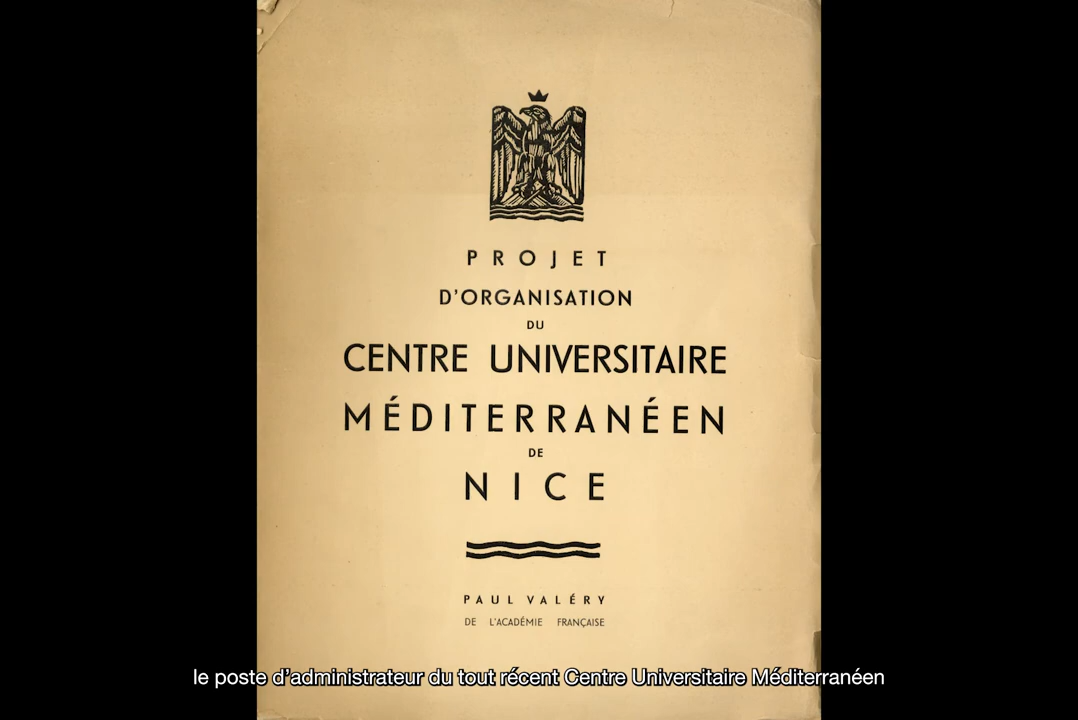 PROJET
D'ORGANISATION
DU
CENTRE UNIVERSITAIRE
MÉDITERRANÉEN
DE
NICE
PAUL VALÉRY
DE L'ACADÉMIE FRANÇAISE
le poste d'administrateur du tout récent Centre Universitaire Méditerranéen